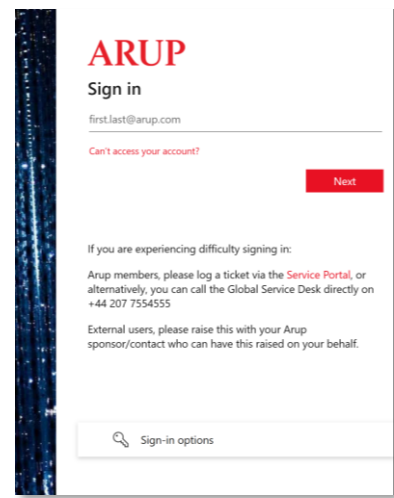 ARUP
Sign in
first.last@arup.com
Can't access your account?
Next
If you are experiencing difficulty signing in:
Arup members, please log a ticket via the Service Portal, or
alternatively, you can call the Global Service Desk directly on
+44 207 7554555
External users, please raise this with your Arup
sponsor/contact who can have this raised on your behalf.
Sign-in options